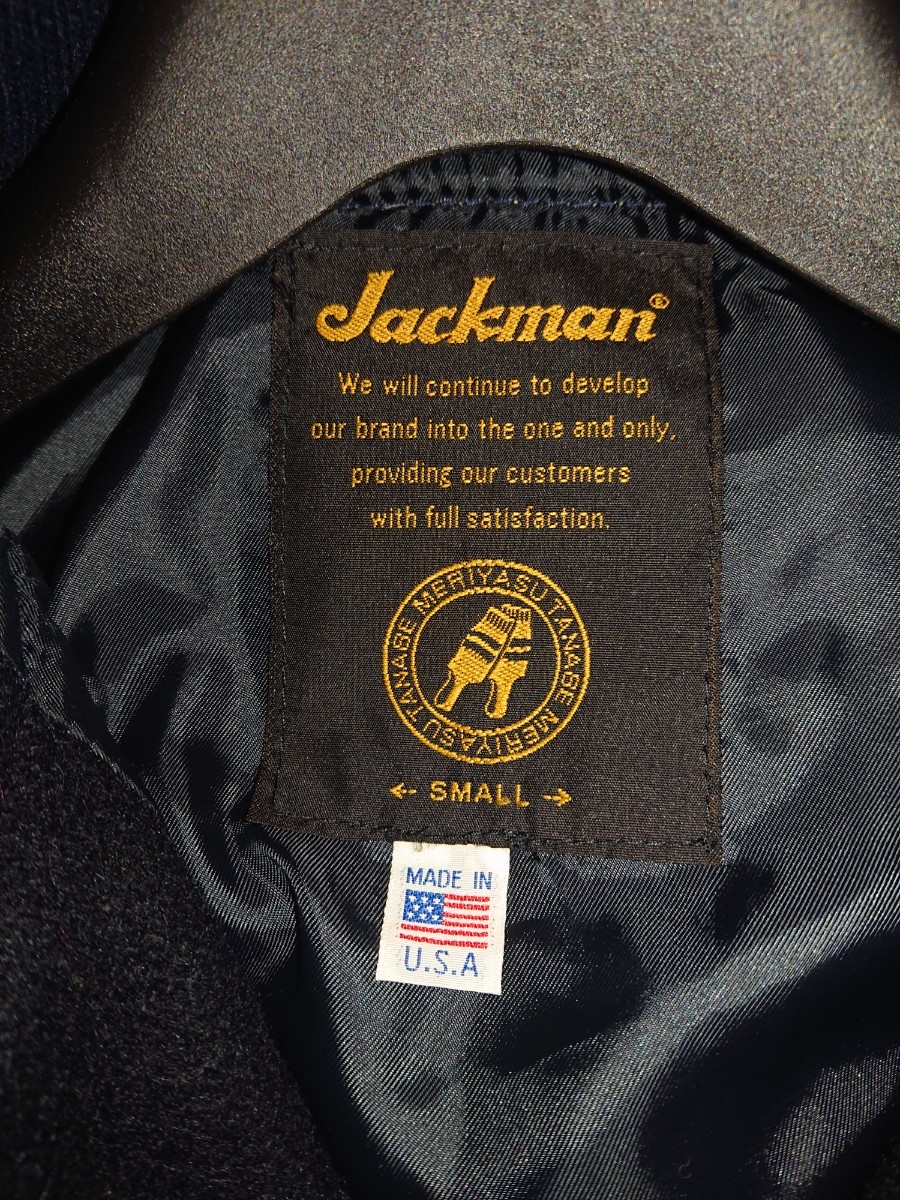 Jackman®
We will continue to develop
our brand into the one and only,
providing our customers
with full satisfaction.
TANABE MERIYASU TANABE MERIYASU
← SMALL →
MADE IN
U.S.A